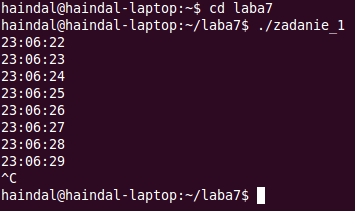 haindal@haindal-laptop:~$ cd laba7
haindal@haindal-laptop:~/laba7$ ./zadanie_1
23:06:22
23:06:23
23:06:24
23:06:25
23:06:26
23:06:27
23:06:28
23:06:29
^C
haindal@haindal-laptop:~/laba7$